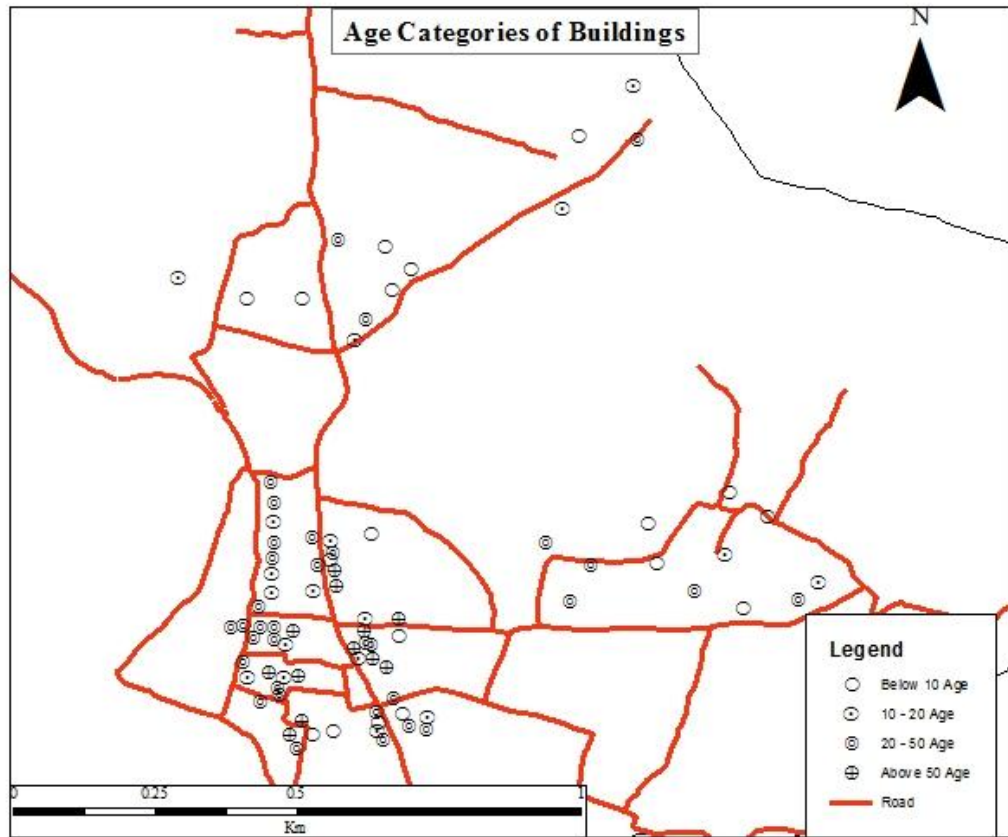 Age Categories of Buildings
N
Legend
Below 10 Age
10 - 20 Age
20 - 50 Age
Above 50 Age
Road
0 0.25 0.5 1
Km